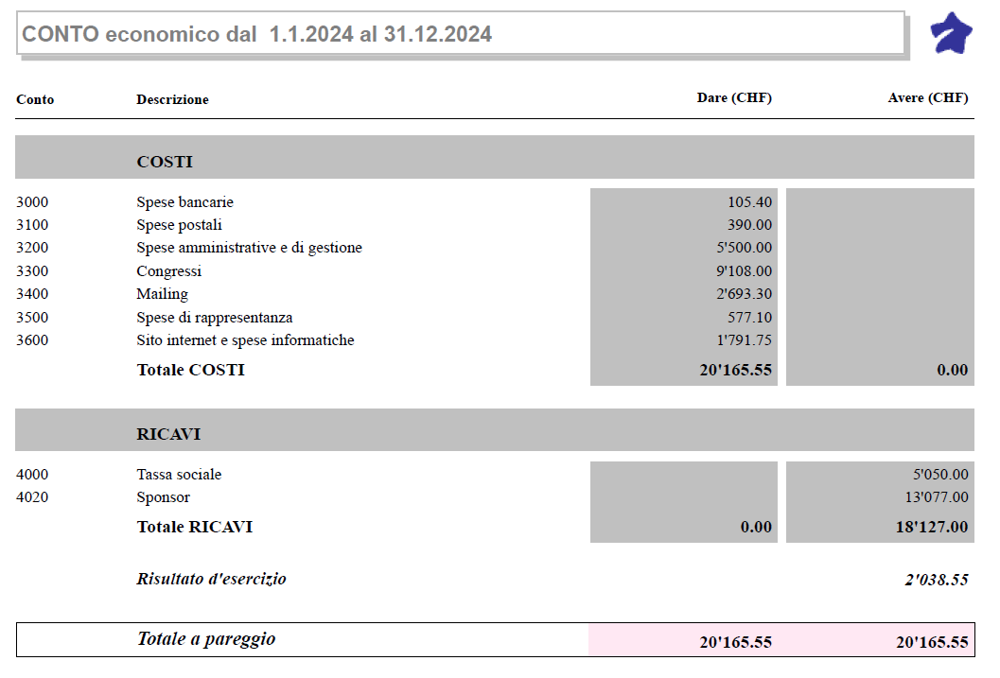 CONTO economico dal 1.1.2024 al 31.12.2024
Conto Descrizione Dare (CHF) Avere (CHF)
COSTI
3000 Spese bancarie 105.40
3100 Spese postali 390.00
3200 Spese amministrative e di gestione 5'500.00
3300 Congressi 9'108.00
3400 Mailing 2'693.30
3500 Spese di rappresentanza 577.10
3600 Sito internet e spese informatiche 1'791.75
Totale COSTI 20'165.55 0.00
RICAVI
4000 Tassa sociale 5'050.00
4020 Sponsor 13'077.00
Totale RICAVI 0.00 18'127.00
Risultato d'esercizio 2'038.55
Totale a pareggio 20'165.55 20'165.55